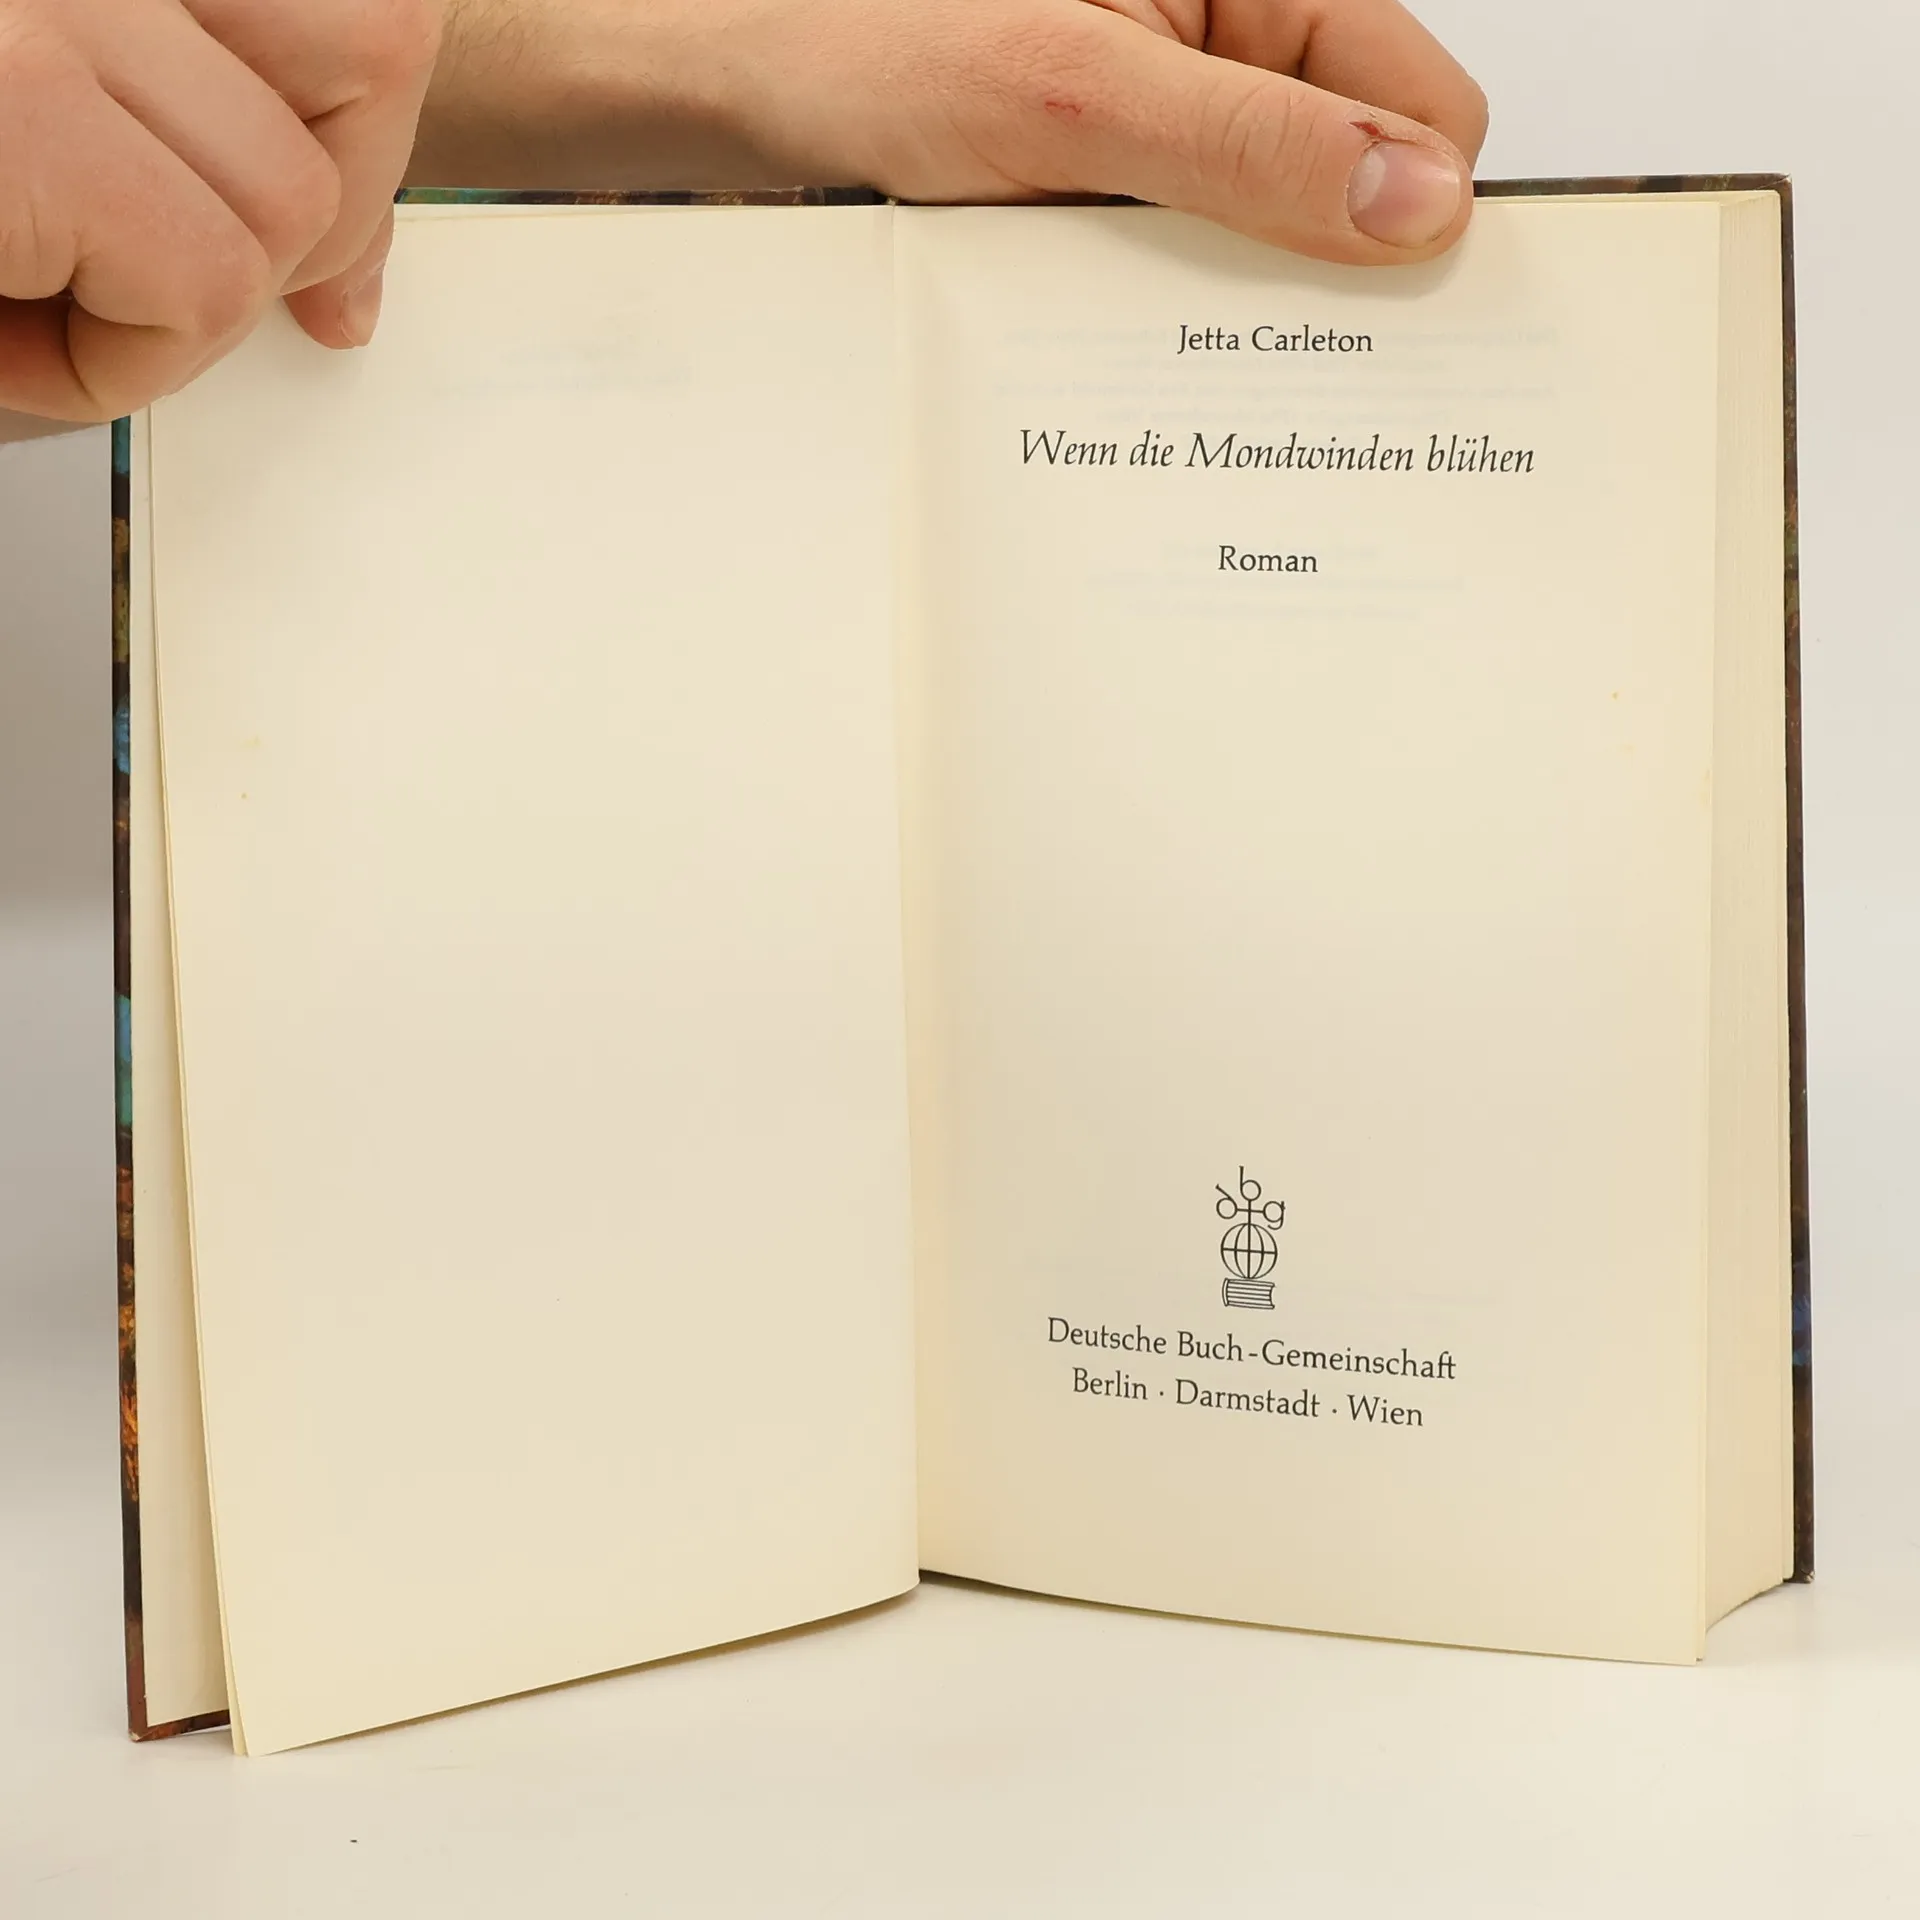 Jetta Carleton
Wenn die Mondwinden blühen
Roman
dbg
Deutsche Buch-Gemeinschaft
Berlin · Darmstadt · Wien